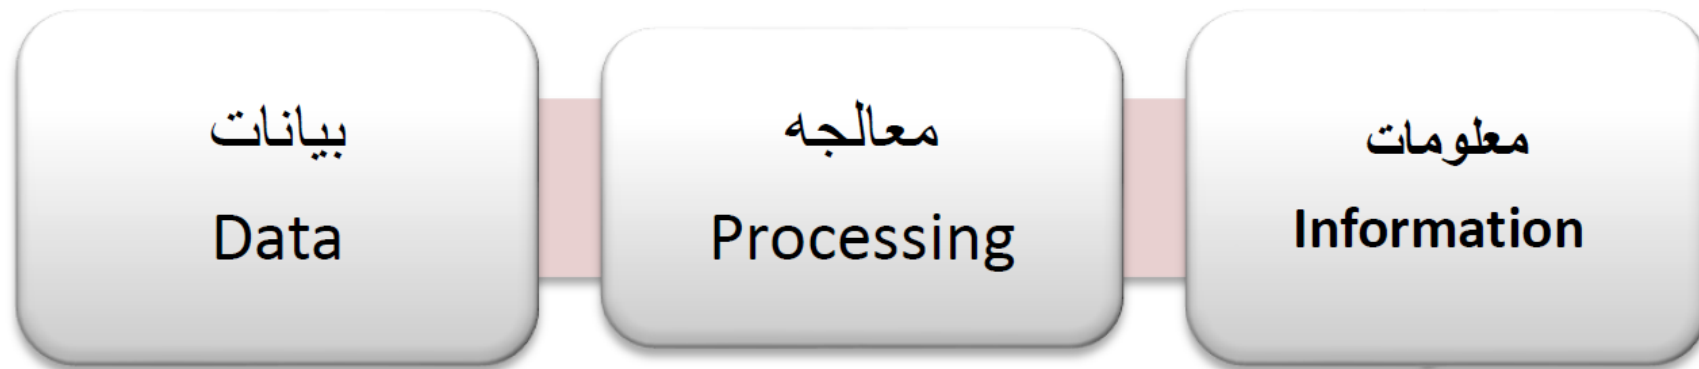 بيانات
Data
معالجه
Processing
معلومات
Information